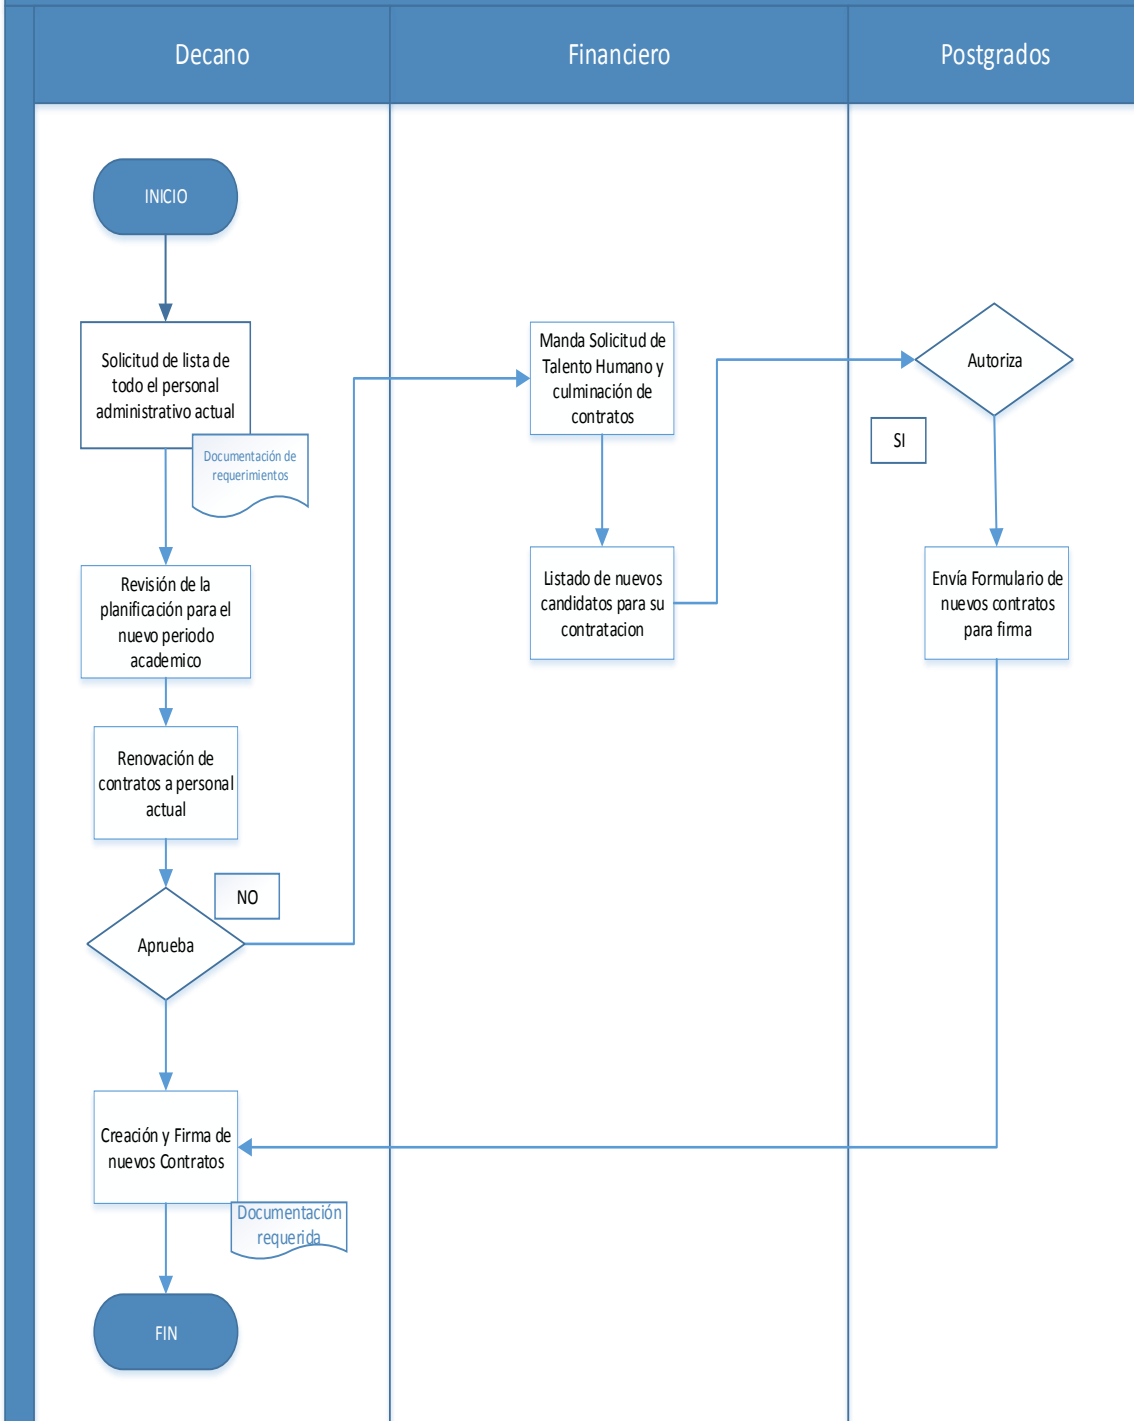 Decano
Financiero
Postgrados
INICIO
Solicitud de lista de
todo el personal
administrativo actual
Documentación de
requerimientos
Revisión de la
planificación para el
nuevo periodo
academico
Renovación de
contratos a personal
actual
NO
Aprueba
Creación y Firma de
nuevos Contratos
Documentación
requerida
FIN
Manda Solicitud de
Talento Humano y
culminación de
contratos
Listado de nuevos
candidatos para su
contratacion
Autoriza
SI
Envía Formulario de
nuevos contratos
para firma